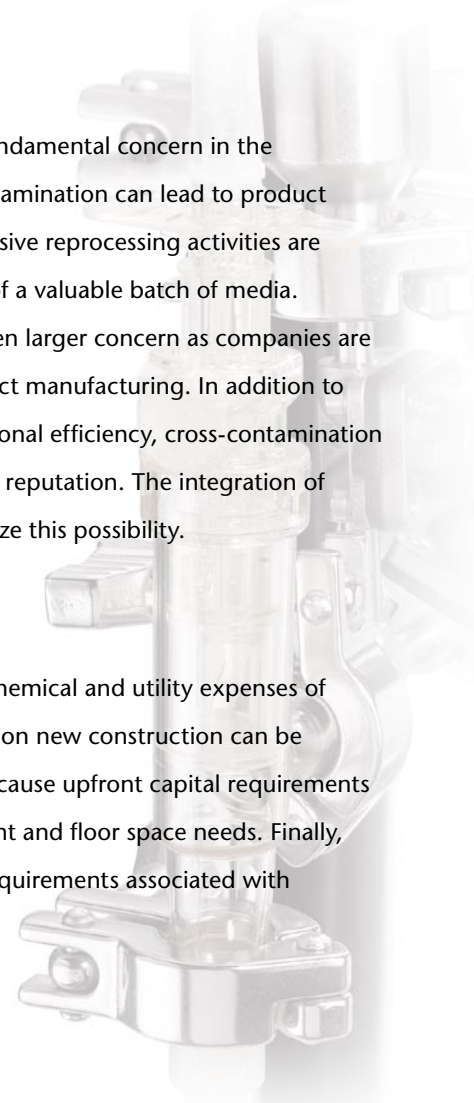 ndamental concern in the
amination can lead to product
sive reprocessing activities are
f a valuable batch of media.
en larger concern as companies are
ct manufacturing. In addition to
onal efficiency, cross-contamination
reputation. The integration of
ze this possibility.
hemical and utility expenses of
on new construction can be
cause upfront capital requirements
nt and floor space needs. Finally,
quirements associated with